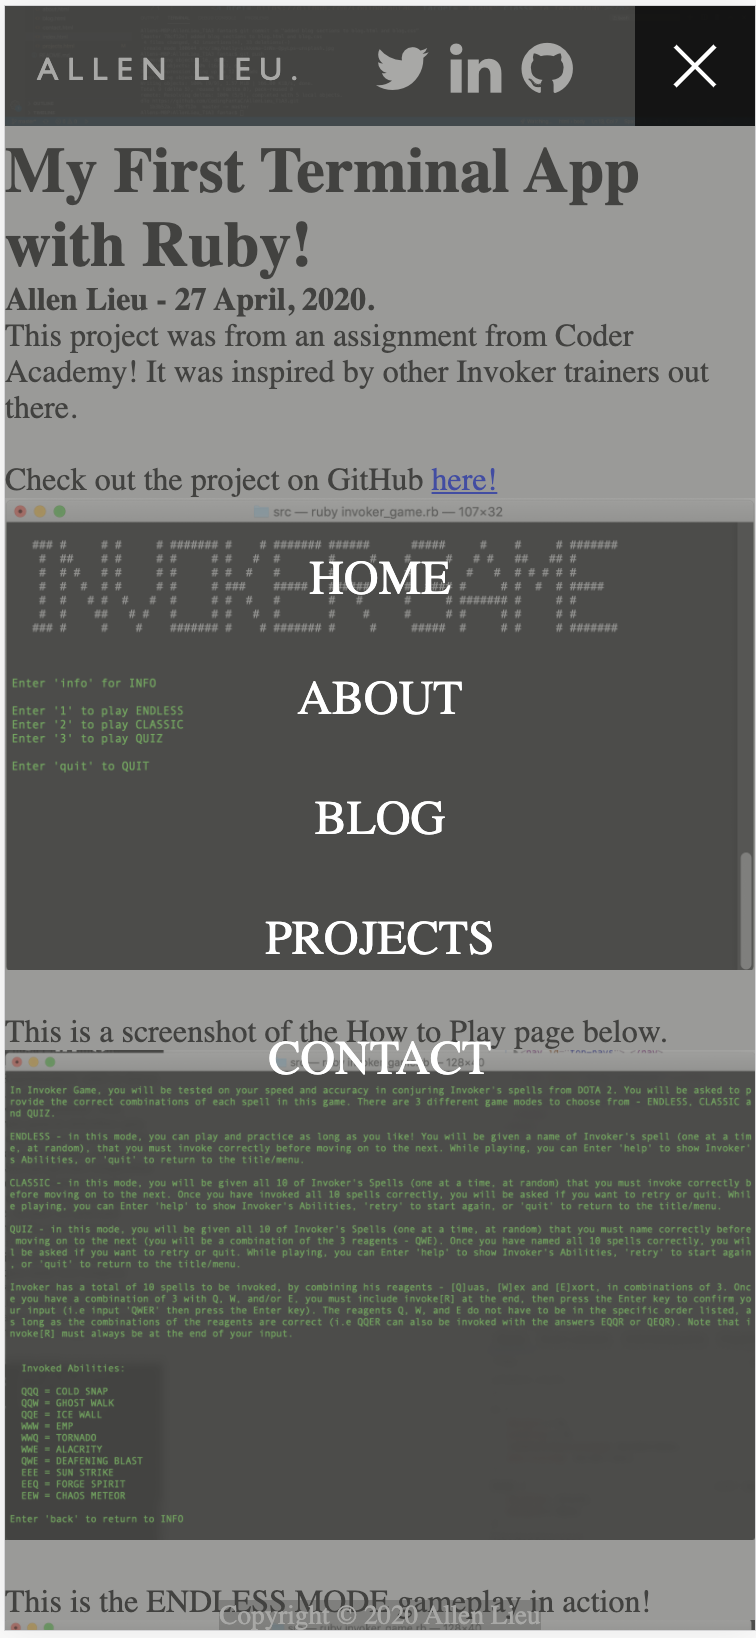 ALLEN LIEU.
My First Terminal App
with Ruby!
Allen Lieu - 27 April, 2020.
This project was from an assignment from Coder
Academy! It was inspired by other Invoker trainers out
there.
Check out the project on GitHub here!
src — ruby invoker_game.rb — 107×32
INVOKER GAME
HOME
Enter 'info' for INFO
ABOUT
Enter '1' to play ENDLESS
Enter '2' to play CLASSIC
Enter '3' to play QUIZ
Enter 'quit' to QUIT
BLOG
PROJECTS
This is a screenshot of the How to Play page below.
CONTACT
src — ruby invoker_game.rb — 128×40
In Invoker Game, you will be tested on your speed and accuracy in conjuring Invoker's spells from DOTA 2. You will be asked to p
rovide the correct combinations of each spell in this game. There are 3 different game modes to choose from - ENDLESS, CLASSIC a
nd QUIZ.
ENDLESS - in this mode, you can play and practice as long as you like! You will be given a name of Invoker's spell (one at a tim
e, at random), that you must invoke correctly before moving on to the next. While playing, you can Enter 'help' to show Invoker'
s Abilities, or 'quit' to return to the title/menu.
CLASSIC - in this mode, you will be given all 10 of Invoker's Spells (one at a time, at random) that you must invoke correctly b
efore moving on to the next. Once you have invoked all 10 spells correctly, you will be asked if you want to retry or quit. Whil
e playing, you can Enter 'help' to show Invoker's Abilities, 'retry' to start again, or 'quit' to return to the title/menu.
QUIZ - in this mode, you will be given all 10 of Invoker's Spells (one at a time, at random) that you must name correctly before
moving on to the next (you will be a combination of the 3 reagents - QWE). Once you have named all 10 spells correctly, you wil
l be asked if you want to retry or quit. While playing, you can Enter 'help' to show Invoker's Abilities, 'retry' to start again
, or 'quit' to return to the title/menu.
Invoker has a total of 10 spells to be invoked, by combining his reagents - [Q]uas, [W]ex and [E]xort, in combinations of 3. Onc
e you have a combination of 3 with Q, W, and/or E, you must include invoke[R] at the end, then press the Enter key to confirm yo
ur input (i.e input 'QWER' then press the Enter key). The reagents Q, W, and E do not have to be in the specific order listed, a
s long as the combinations of the reagents are correct (i.e QQER can also be invoked with the answers EQQR or QEQR). Note that i
nvoke[R] must always be at the end of your input.
Invoked Abilities:
QQQ = COLD SNAP
QQW = GHOST WALK
QQE = ICE WALL
WWW = EMP
WWQ = TORNADO
WWE = ALACRITY
QWE = DEAFENING BLAST
EEE = SUN STRIKE
EEQ = FORGE SPIRIT
EEW = CHAOS METEOR
Enter 'back' to return to INFO
This is the ENDLESS MODE gameplay in action!
Copyright © 2020 Allen Lieu